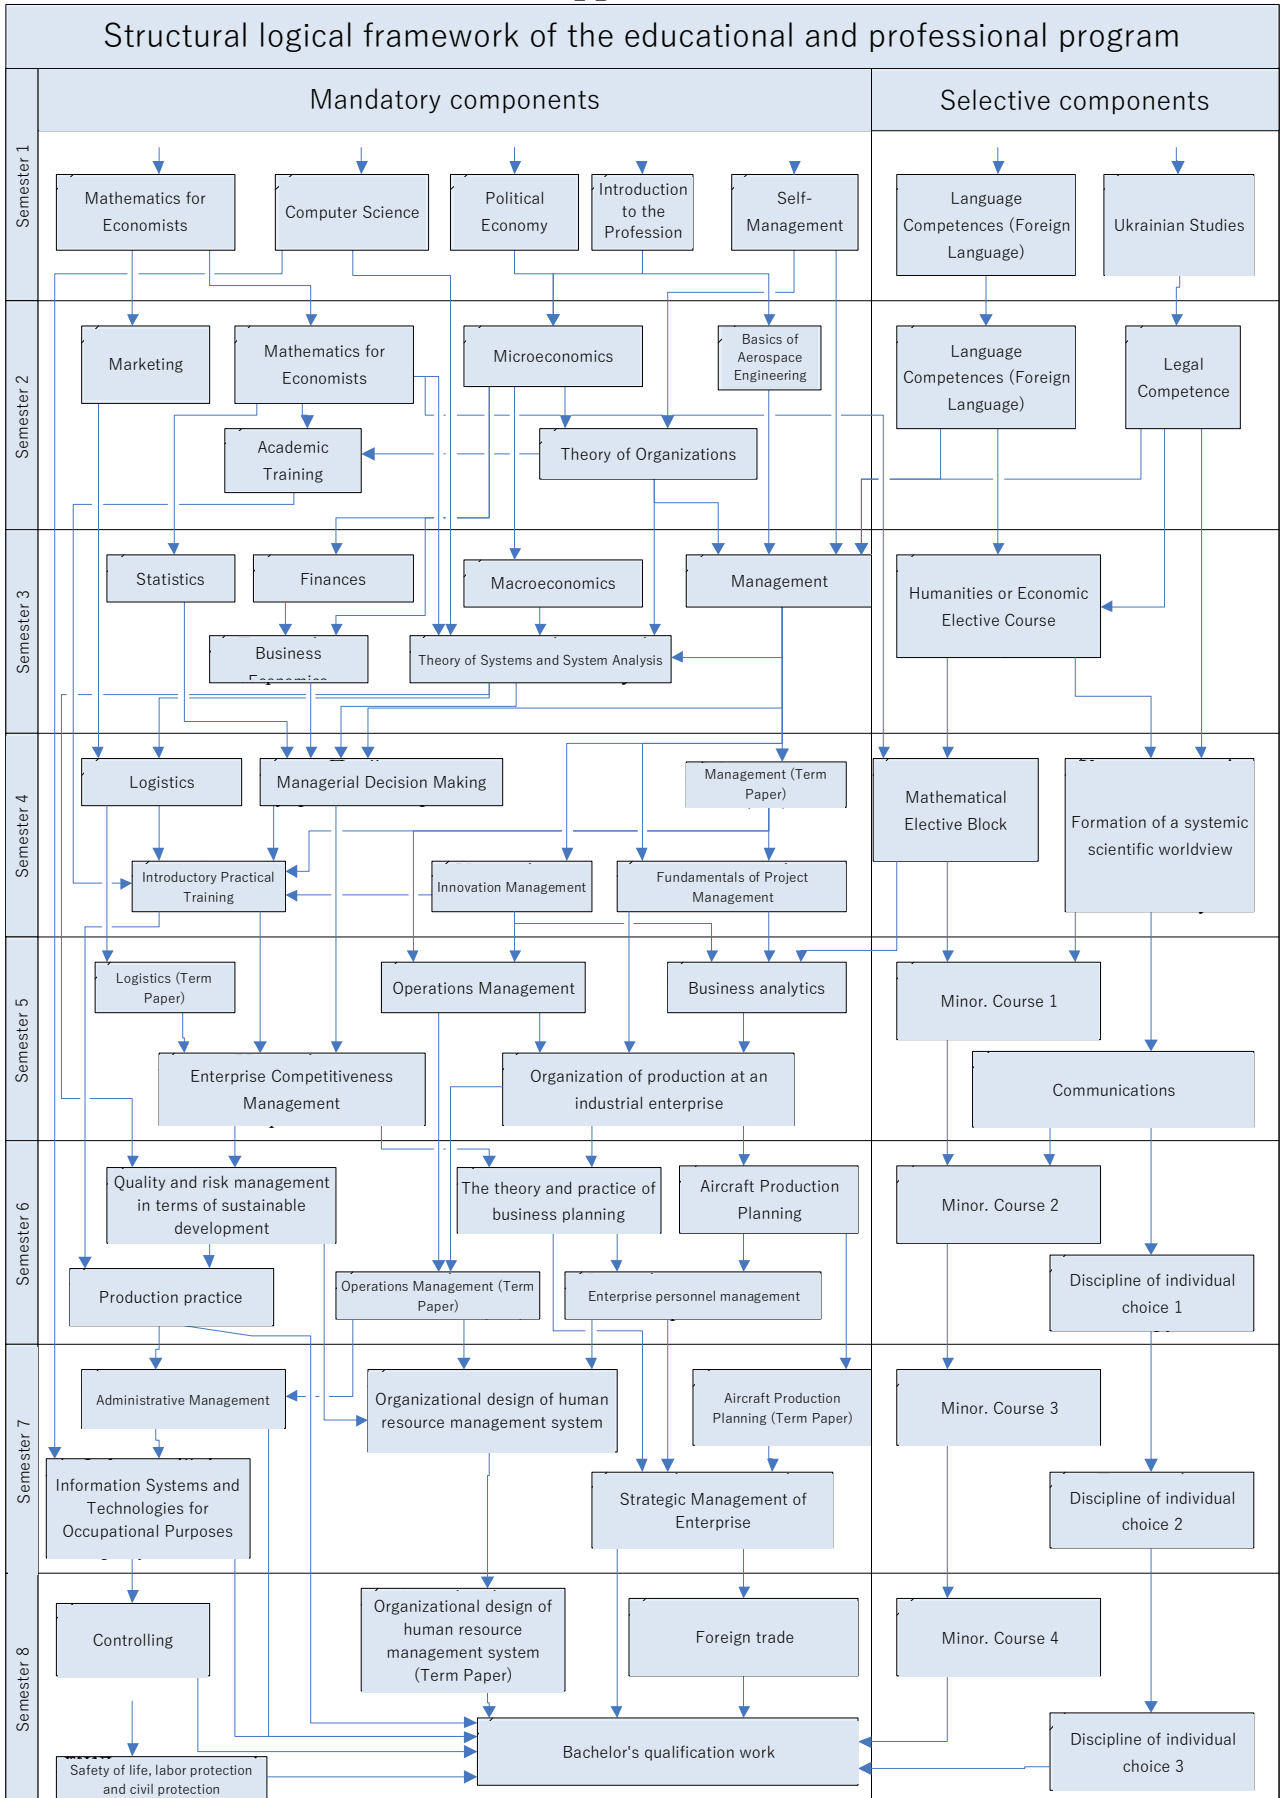 Structural logical framework of the educational and professional program
Mandatory components
Selective components
Semester 1
Mathematics for
Economists
Computer Science
Political
Economy
Introduction
to the
Profession
Self-
Management
Language
Competences (Foreign
Language)
Ukrainian Studies
Semester 2
Marketing
Mathematics for
Economists
Microeconomics
Basics of
Aerospace
Engineering
Language
Competences (Foreign
Language)
Legal
Competence
Academic
Training
Theory of Organizations
Semester 3
Statistics
Finances
Macroeconomics
Management
Humanities or Economic
Elective Course
Business
Economics
Theory of Systems and System Analysis
Semester 4
Logistics
Managerial Decision Making
Management (Term
Paper)
Mathematical
Elective Block
Formation of a systemic
scientific worldview
Introductory Practical
Training
Innovation Management
Fundamentals of Project
Management
Semester 5
Logistics (Term
Paper)
Operations Management
Business analytics
Minor. Course 1
Enterprise Competitiveness
Management
Organization of production at an
industrial enterprise
Communications
Semester 6
Quality and risk management
in terms of sustainable
development
The theory and practice of
business planning
Aircraft Production
Planning
Minor. Course 2
Production practice
Operations Management (Term
Paper)
Enterprise personnel management
Discipline of individual
choice 1
Semester 7
Administrative Management
Organizational design of human
resource management system
Aircraft Production
Planning (Term Paper)
Minor. Course 3
Information Systems and
Technologies for
Occupational Purposes
Strategic Management of
Enterprise
Discipline of individual
choice 2
Semester 8
Controlling
Organizational design of
human resource
management system
(Term Paper)
Foreign trade
Minor. Course 4
Bachelor's qualification work
Discipline of individual
choice 3
Safety of life, labor protection
and civil protection